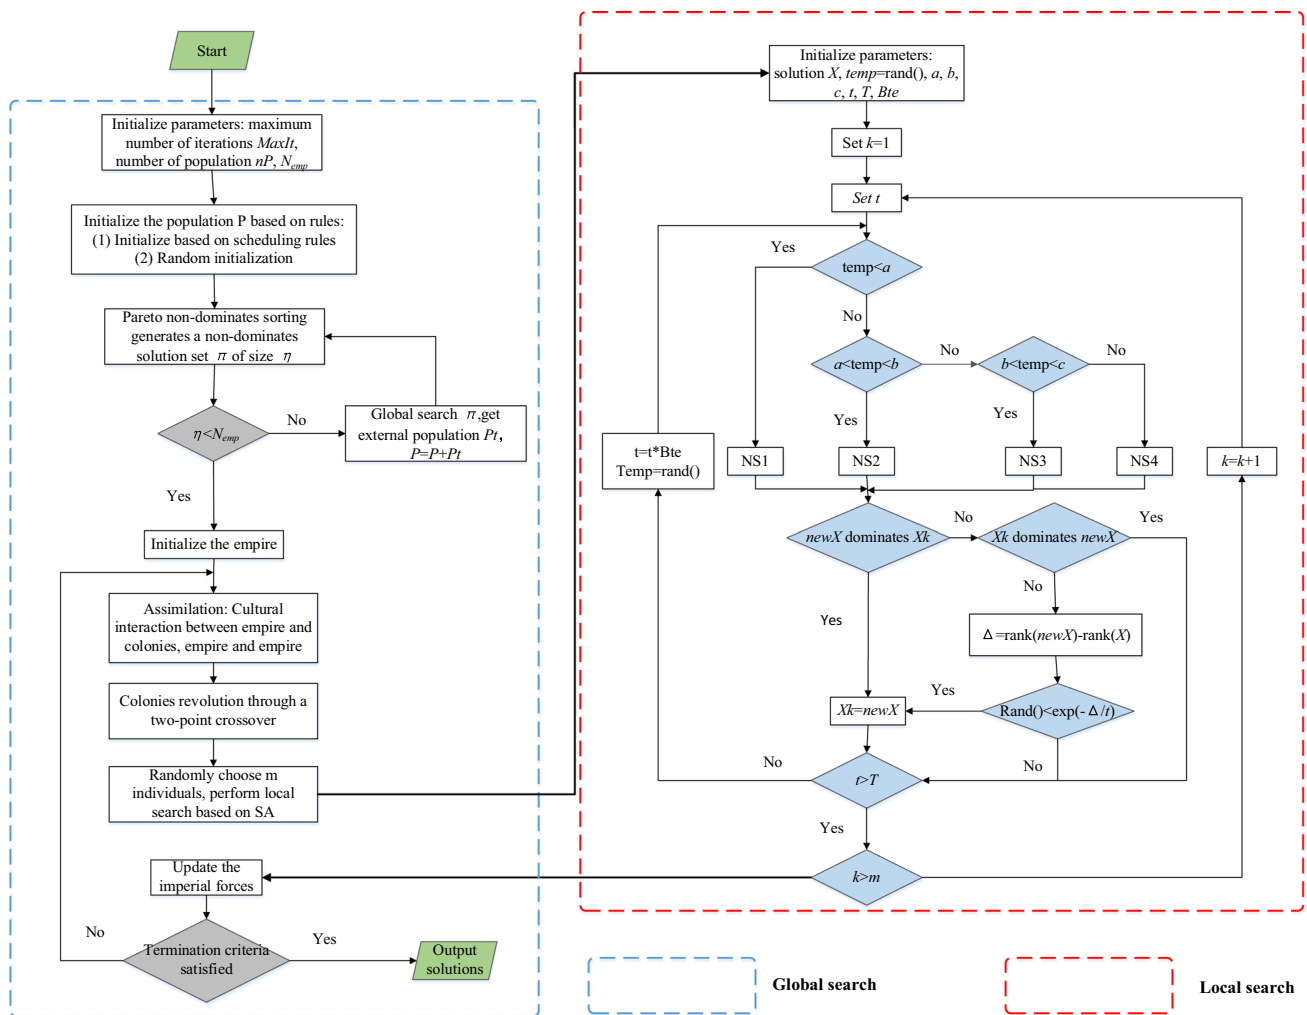 Start
Initialize parameters: maximum
number of iterations MaxIt,
number of population nP, N_emp
Initialize the population P based on rules:
(1) Initialize based on scheduling rules
(2) Random initialization
Pareto non-dominates sorting
generates a non-dominates
solution set π of size η
η<N_emp
No
Global search π,get
external population Pt,
P=P+Pt
Yes
Initialize the empire
Assimilation: Cultural
interaction between empire and
colonies, empire and empire
Colonies revolution through a
two-point crossover
Randomly choose m
individuals, perform local
search based on SA
Update the
imperial forces
Termination criteria
satisfied
No
Yes
Output
solutions
Initialize parameters:
solution X, temp=rand(), a, b,
c, t, T, Bte
Set k=1
Set t
Yes
temp<a
No
a<temp<b
No
b<temp<c
No
Yes
Yes
t=t*Bte
Temp=rand()
NS1
NS2
NS3
NS4
k=k+1
newX dominates Xk
No
Xk dominates newX
Yes
No
Yes
Δ=rank(newX)-rank(X)
Yes
Rand()<exp(-Δ/t)
Xk=newX
No
No
t>T
Yes
k>m
Global search
Local search